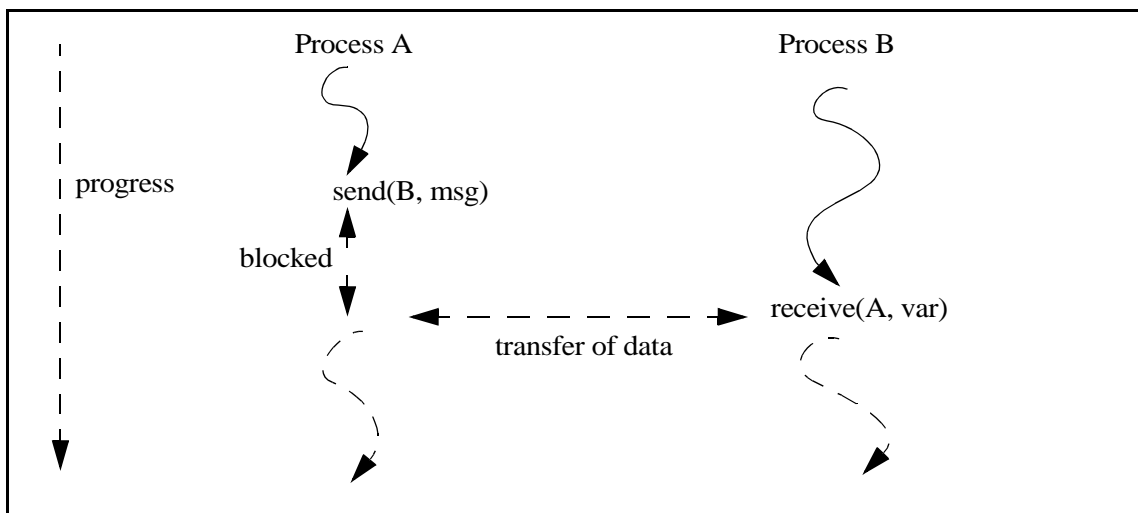 Process A
Process B
progress
send(B, msg)
blocked
receive(A, var)
transfer of data